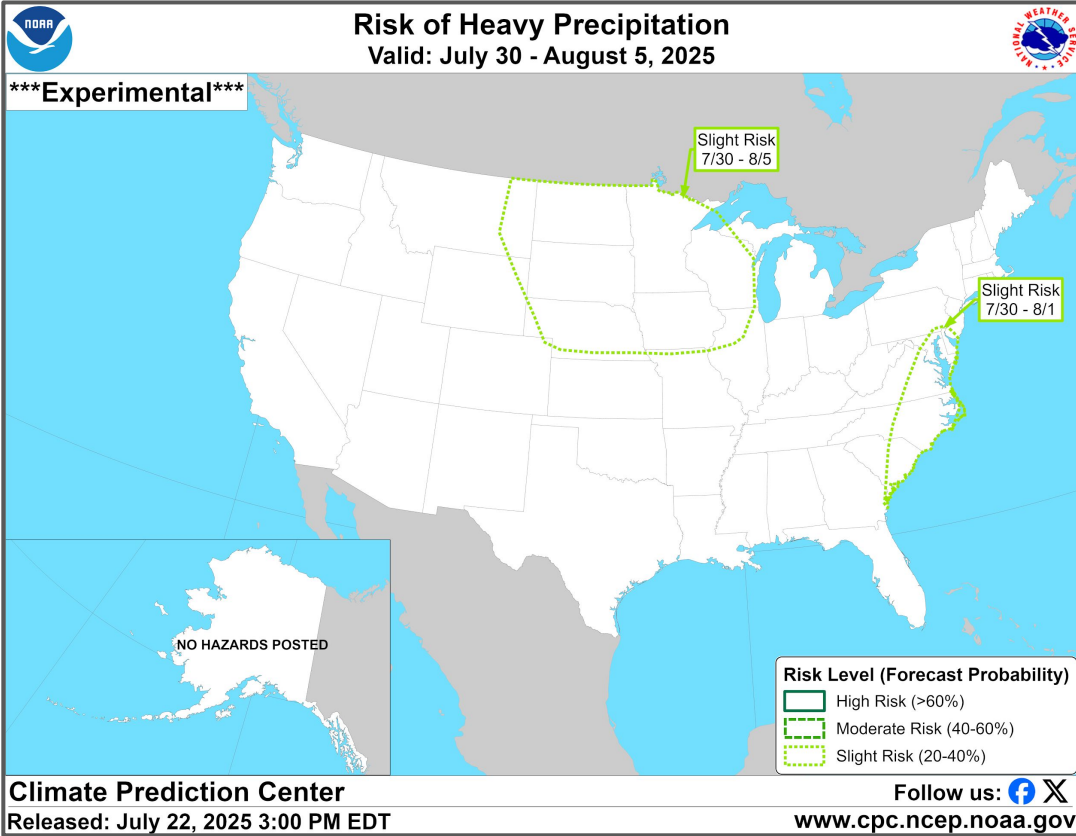 NOAA
Risk of Heavy Precipitation
Valid: July 30 - August 5, 2025
NATIONAL WEATHER SERVICE
***Experimental***
Slight Risk
7/30 - 8/5
Slight Risk
7/30 - 8/1
NO HAZARDS POSTED
Risk Level (Forecast Probability)
High Risk (>60%)
Moderate Risk (40-60%)
Slight Risk (20-40%)
Climate Prediction Center
Follow us:
Released: July 22, 2025 3:00 PM EDT
www.cpc.ncep.noaa.gov